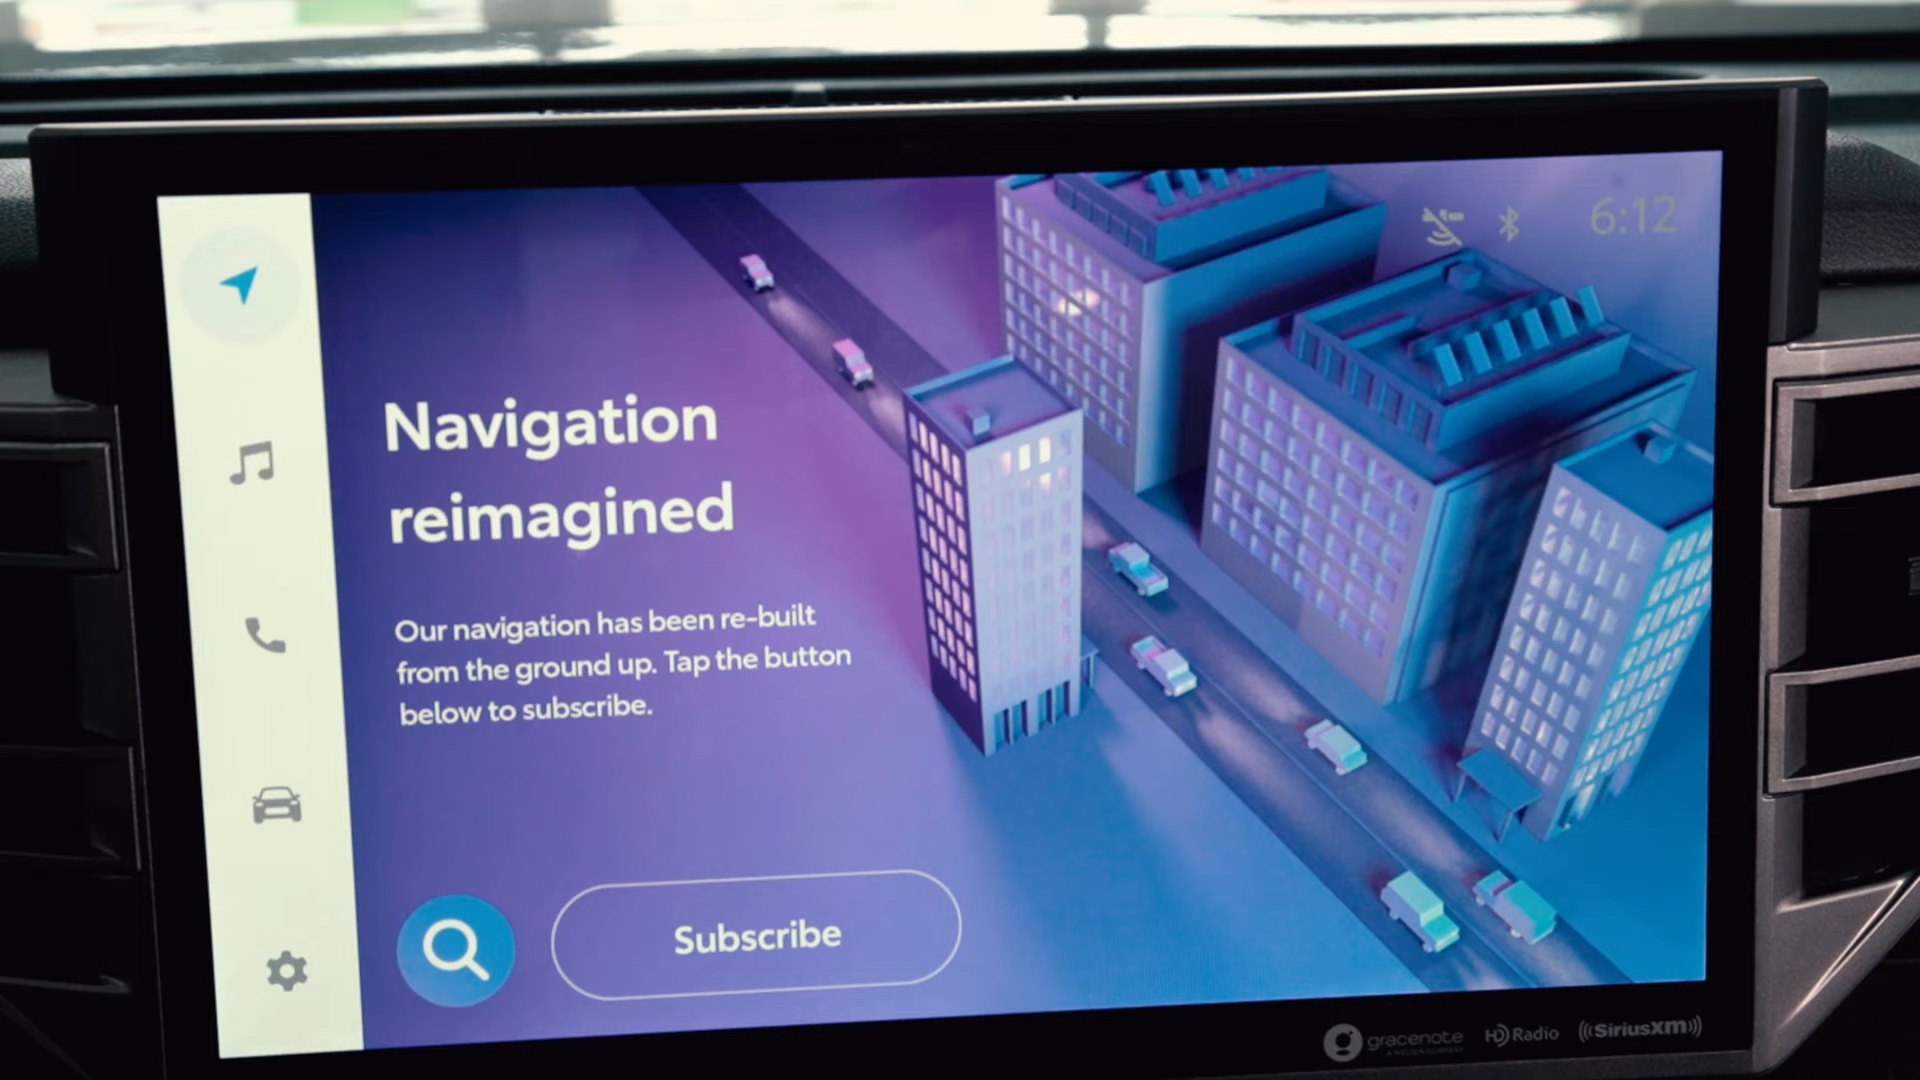 6:12
Navigation
reimagined
Our navigation has been re-built
from the ground up. Tap the button
below to subscribe.
Subscribe
gracenote
HD Radio
SiriusXM